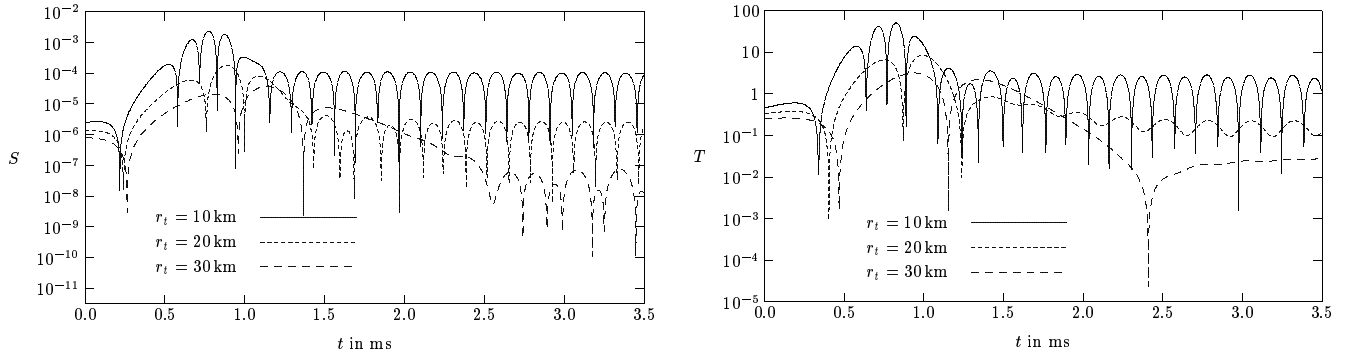 10⁻²
10⁻³
10⁻⁴
10⁻⁵
10⁻⁶
10⁻⁷
10⁻⁸
10⁻⁹
10⁻¹⁰
10⁻¹¹
S
r_t = 10 km
r_t = 20 km
r_t = 30 km
0.0 0.5 1.0 1.5 2.0 2.5 3.0 3.5
t in ms
100
10
1
10⁻¹
10⁻²
10⁻³
10⁻⁴
10⁻⁵
T
r_t = 10 km
r_t = 20 km
r_t = 30 km
0.0 0.5 1.0 1.5 2.0 2.5 3.0 3.5
t in ms